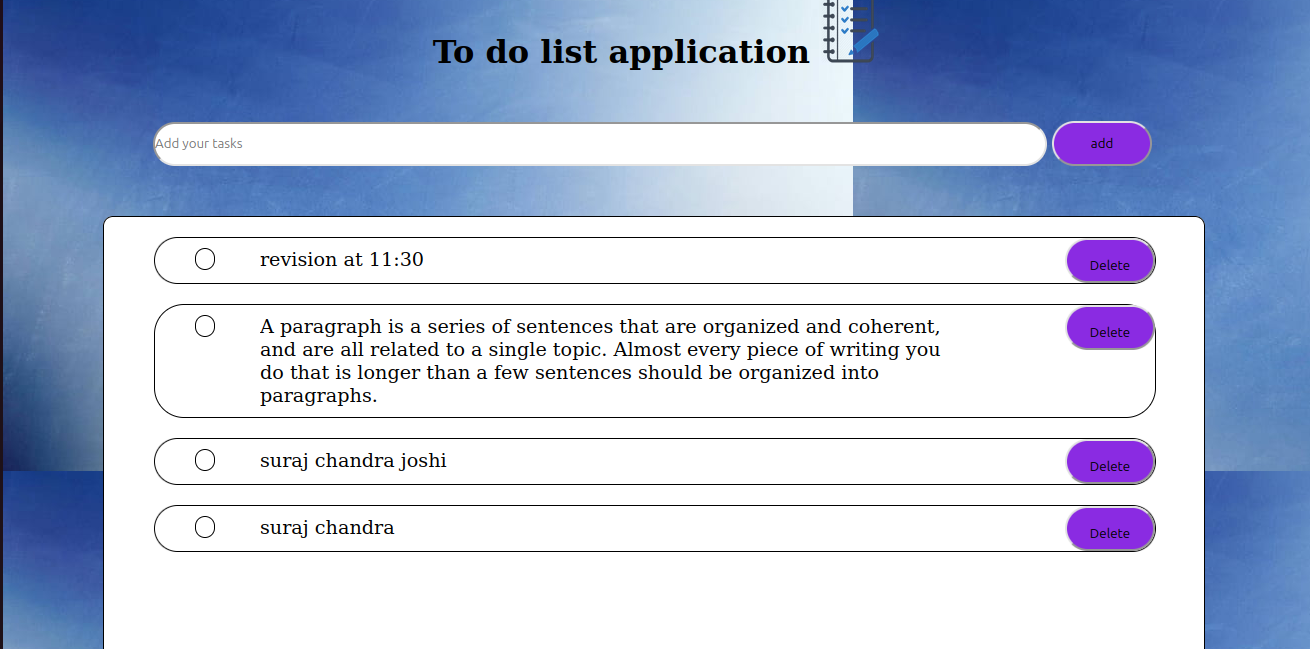 To do list application
Add your tasks
add
revision at 11:30
Delete
A paragraph is a series of sentences that are organized and coherent,
and are all related to a single topic. Almost every piece of writing you
do that is longer than a few sentences should be organized into
paragraphs.
Delete
suraj chandra joshi
Delete
suraj chandra
Delete